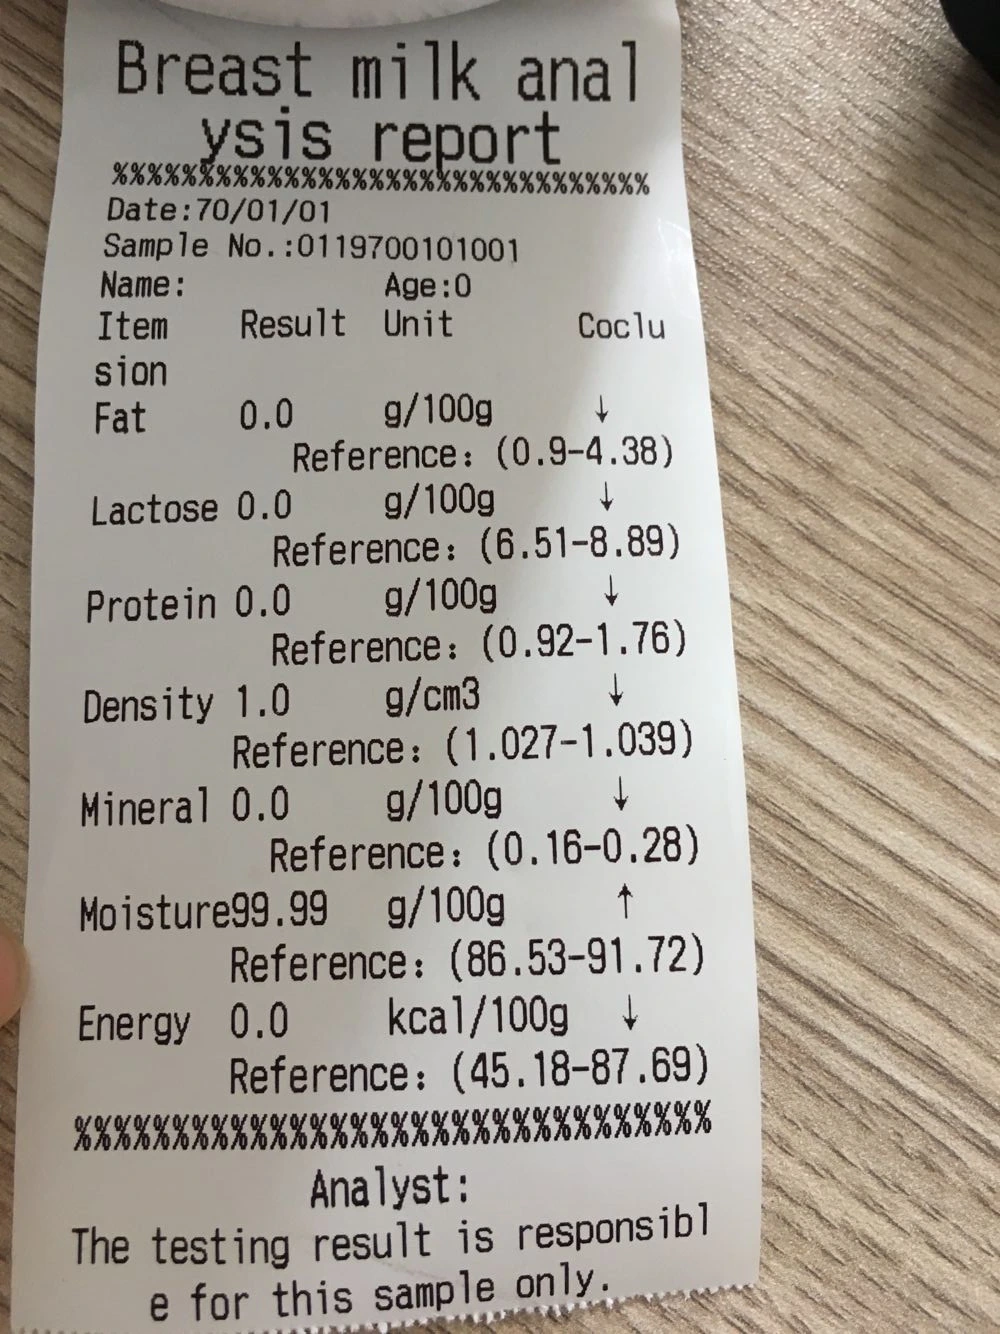 Breast milk anal
ysis report
%%%%%%%%%%%%%%%%%%%%%%%%%%%%%%%%
Date:70/01/01
Sample No.:0119700101001
Name: Age:0
Item Result Unit Coclu
sion
Fat 0.0 g/100g ↓
Reference: (0.9-4.38)
Lactose 0.0 g/100g ↓
Reference: (6.51-8.89)
Protein 0.0 g/100g ↓
Reference: (0.92-1.76)
Density 1.0 g/cm3 ↓
Reference: (1.027-1.039)
Mineral 0.0 g/100g ↓
Reference: (0.16-0.28)
Moisture99.99 g/100g ↑
Reference: (86.53-91.72)
Energy 0.0 kcal/100g ↓
Reference: (45.18-87.69)
%%%%%%%%%%%%%%%%%%%%%%%%%%%%%%%%
Analyst:
The testing result is responsibl
e for this sample only.